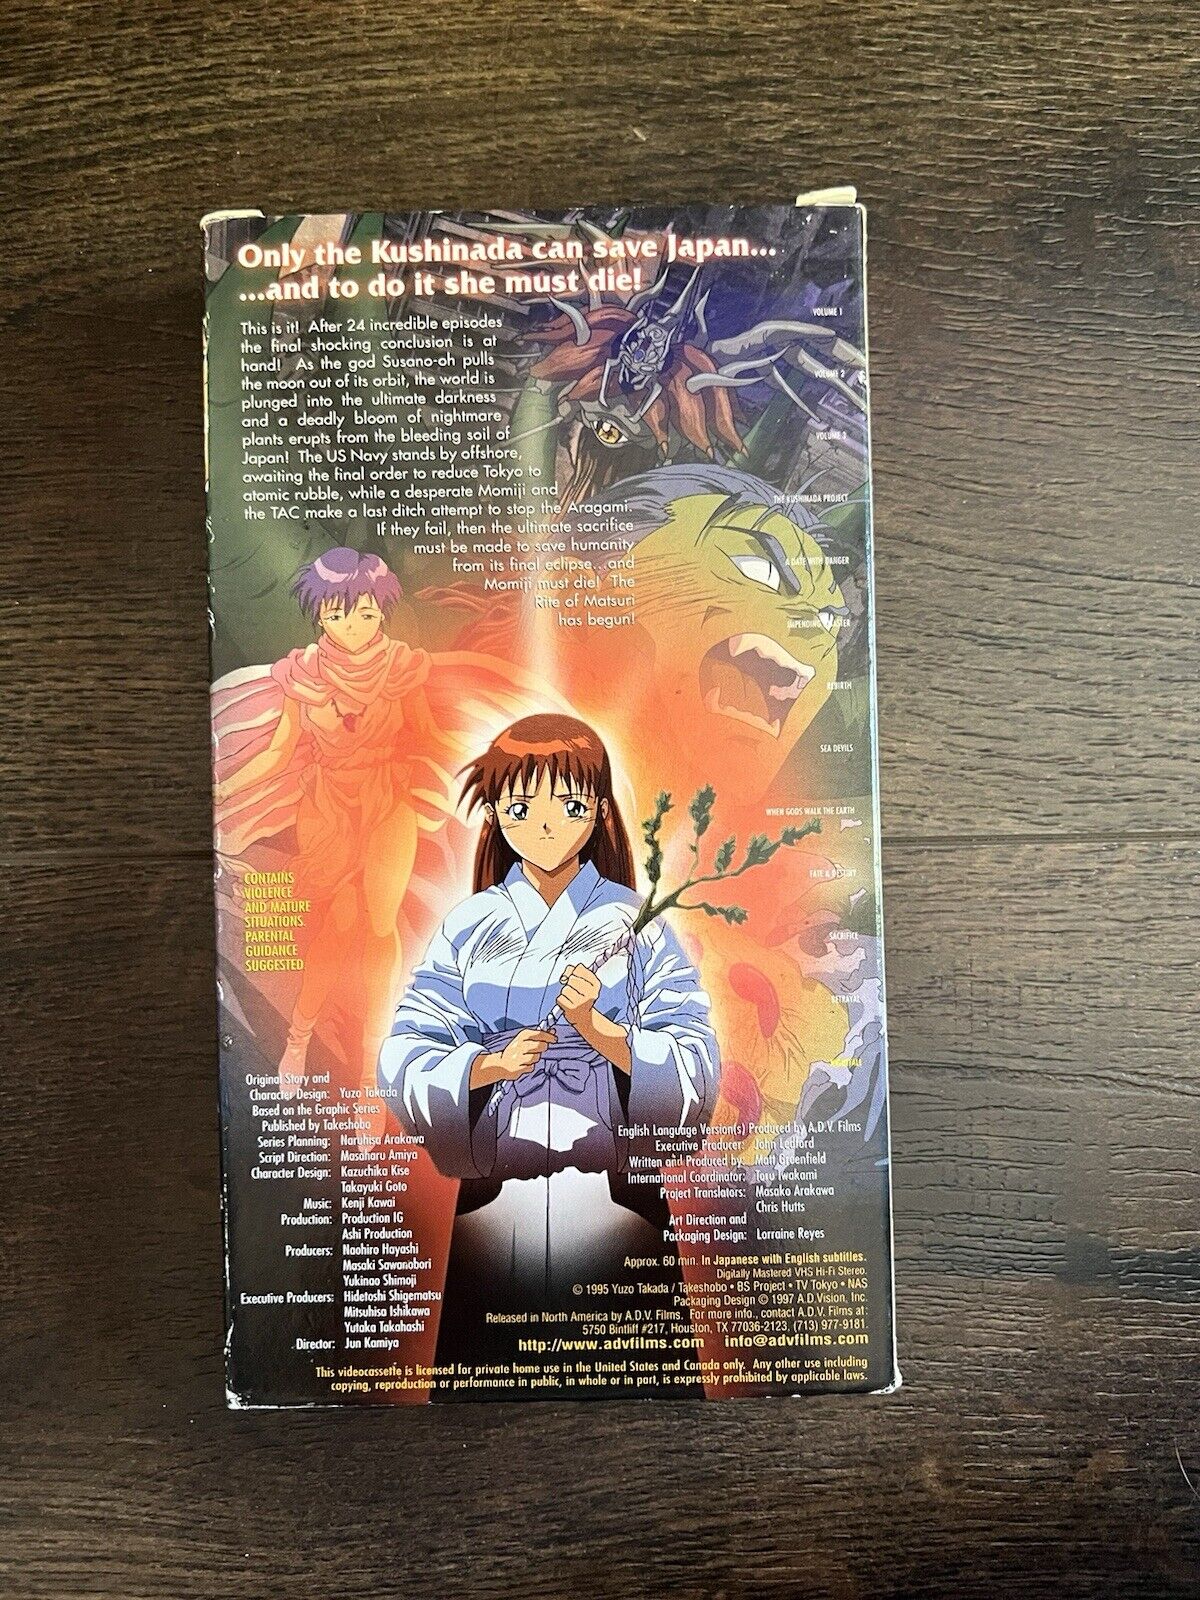 Only the Kushinada can save Japan...
...and to do it she must die!
This is it! After 24 incredible episodes
the final shocking conclusion is at
hand! As the god Susano-oh pulls
the moon out of its orbit, the world is
plunged into the ultimate darkness
and a deadly bloom of nightmare
plants erupts from the bleeding soil of
Japan! The US Navy stands by offshore,
awaiting the final order to reduce Tokyo to
atomic rubble, while a desperate Momiji and
the TAC make a last ditch attempt to stop the Aragami.
If they fail, then the ultimate sacrifice
must be made to save humanity
from its final eclipse...and
Momiji must die! The
Rite of Matsuri
has begun!
VOLUME 1
VOLUME 2
VOLUME 3
THE KUSHINADA PROJECT
A DATE WITH DANGER
IMPENDING DISASTER
REBIRTH
SEA DEVILS
WHEN GODS WALK THE EARTH
FATE & DESTINY
SACRIFICE
BETRAYAL
NIGHTFALL
CONTAINS
VIOLENCE
AND MATURE
SITUATIONS.
PARENTAL
GUIDANCE
SUGGESTED.
Original Story and
Character Design: Yuzo Takada
Based on the Graphic Series
Published by Takeshobo
Series Planning: Naruhisa Arakawa
Script Direction: Masaharu Amiya
Character Design: Kazuchika Kise
Takayuki Goto
Music: Kenji Kawai
Production: Production IG
Ashi Production
Producers: Naohiro Hayashi
Masaki Sawanobori
Yukinao Shimoji
Executive Producers: Hidetoshi Shigematsu
Mitsuhisa Ishikawa
Yutaka Takahashi
Director: Jun Kamiya
English Language Version(s) Produced by A.D.V. Films
Executive Producer: John Ledford
Written and Produced by: Matt Greenfield
International Coordinator: Toru Iwakami
Project Translators: Masako Arakawa
Chris Hutts
Art Direction and
Packaging Design: Lorraine Reyes
Approx. 60 min. In Japanese with English subtitles.
Digitally Mastered VHS Hi-Fi Stereo.
© 1995 Yuzo Takada / Takeshobo • BS Project • TV Tokyo • NAS
Packaging Design © 1997 A.D.Vision, Inc.
Released in North America by A.D.V. Films. For more info., contact A.D.V. Films at:
5750 Bintliff #217, Houston, TX 77036-2123, (713) 977-9181.
http://www.advfilms.com info@advfilms.com
This videocassette is licensed for private home use in the United States and Canada only. Any other use including
copying, reproduction or performance in public, in whole or in part, is expressly prohibited by applicable laws.